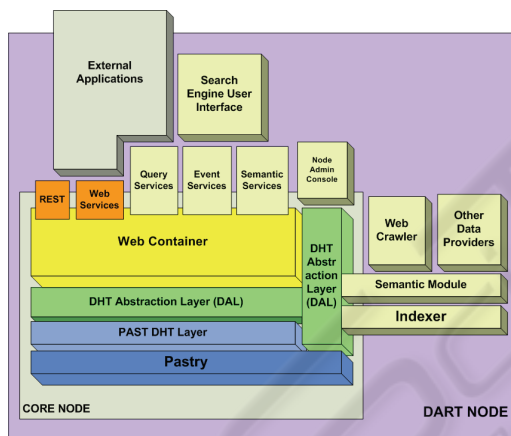 External
Applications
Search
Engine User
Interface
Query
Services
Event
Services
Semantic
Services
Node
Admin
Console
REST
Web
Services
Web Container
DHT
Abstr
action
Layer
(DAL)
Web
Crawler
Other
Data
Providers
Semantic Module
DHT Abstraction Layer (DAL)
Indexer
PAST DHT Layer
Pastry
CORE NODE
DART NODE